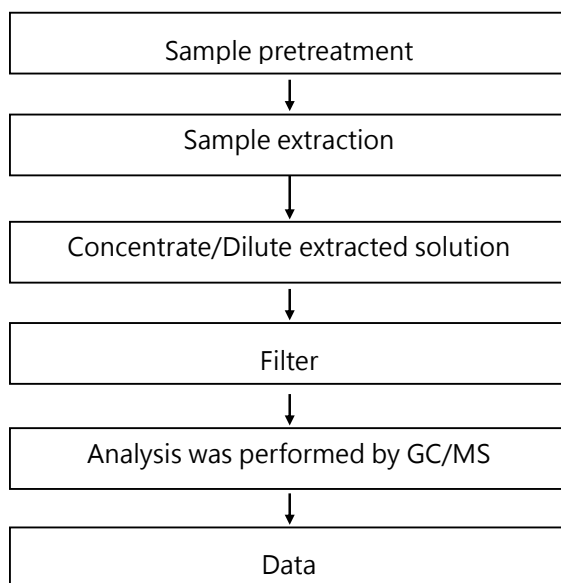 Sample pretreatment
Sample extraction
Concentrate/Dilute extracted solution
Filter
Analysis was performed by GC/MS
Data